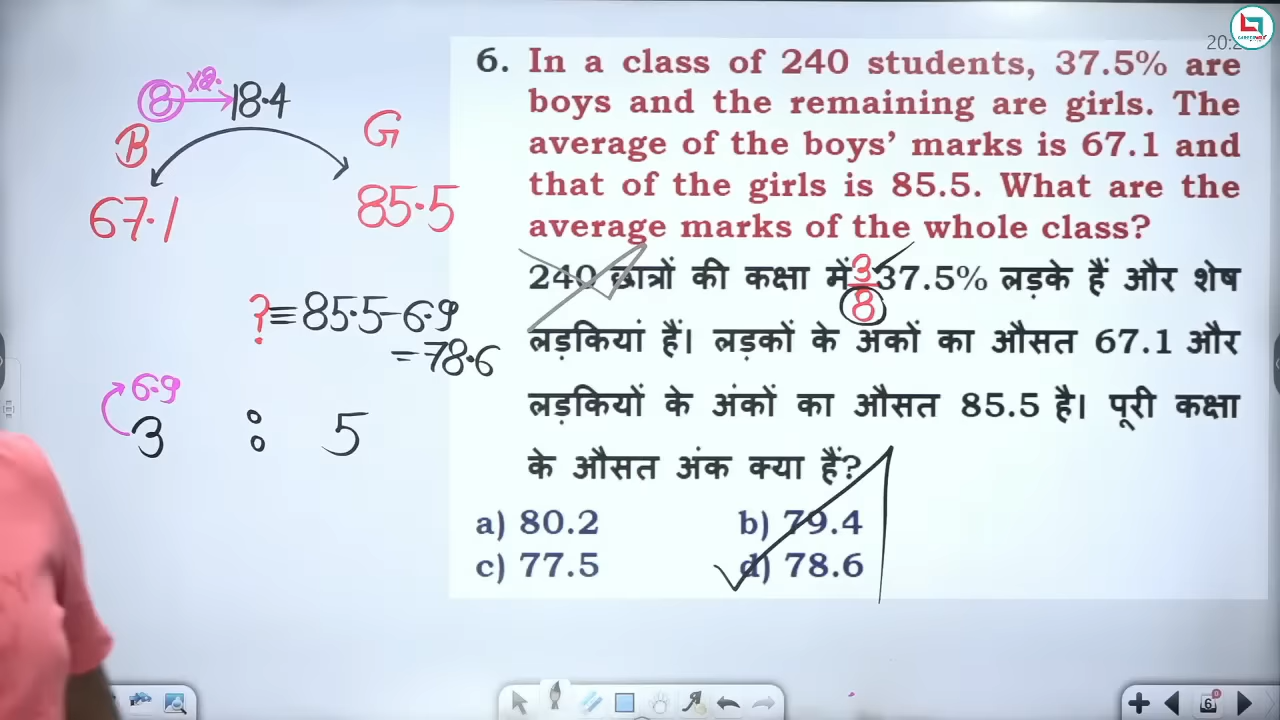 20:2
8 ×2. 18.4
B G
67.1 85.5
? ≡ 85.5-6.9
= 78.6
6.9
3 : 5
6. In a class of 240 students, 37.5% are
boys and the remaining are girls. The
average of the boys' marks is 67.1 and
that of the girls is 85.5. What are the
average marks of the whole class?
240 छात्रों की कक्षा में 3/8 37.5% लड़के हैं और शेष
लड़कियां हैं। लड़कों के अंकों का औसत 67.1 और
लड़कियों के अंकों का औसत 85.5 है। पूरी कक्षा
के औसत अंक क्या हैं?
a) 80.2 b) 79.4
c) 77.5 d) 78.6
6